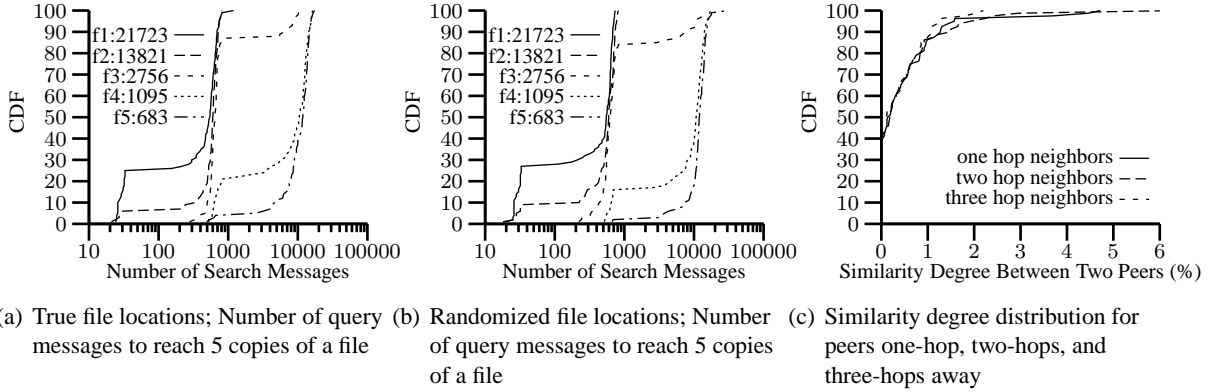 100
90
80
70
60
50
40
30
20
10
0
CDF
f1:21723
f2:13821
f3:2756
f4:1095
f5:683
10 100 1000 10000 100000
Number of Search Messages
100
90
80
70
60
50
40
30
20
10
0
CDF
f1:21723
f2:13821
f3:2756
f4:1095
f5:683
10 100 1000 10000 100000
Number of Search Messages
100
90
80
70
60
50
40
30
20
10
0
CDF
one hop neighbors
two hop neighbors
three hop neighbors
0 1 2 3 4 5 6
Similarity Degree Between Two Peers (%)
a) True file locations; Number of query
messages to reach 5 copies of a file
(b) Randomized file locations; Number
of query messages to reach 5 copies
of a file
(c) Similarity degree distribution for
peers one-hop, two-hops, and
three-hops away